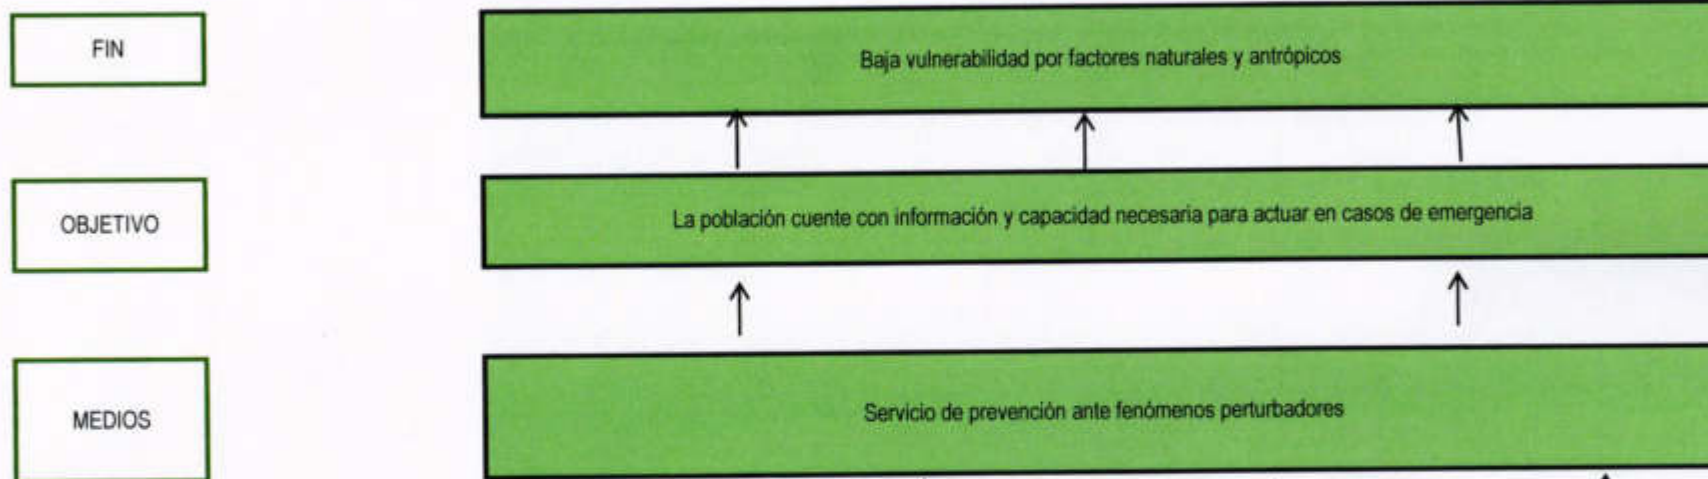 FIN
Baja vulnerabilidad por factores naturales y antrópicos
OBJETIVO
La población cuente con información y capacidad necesaria para actuar en casos de emergencia
MEDIOS
Servicio de prevención ante fenómenos perturbadores